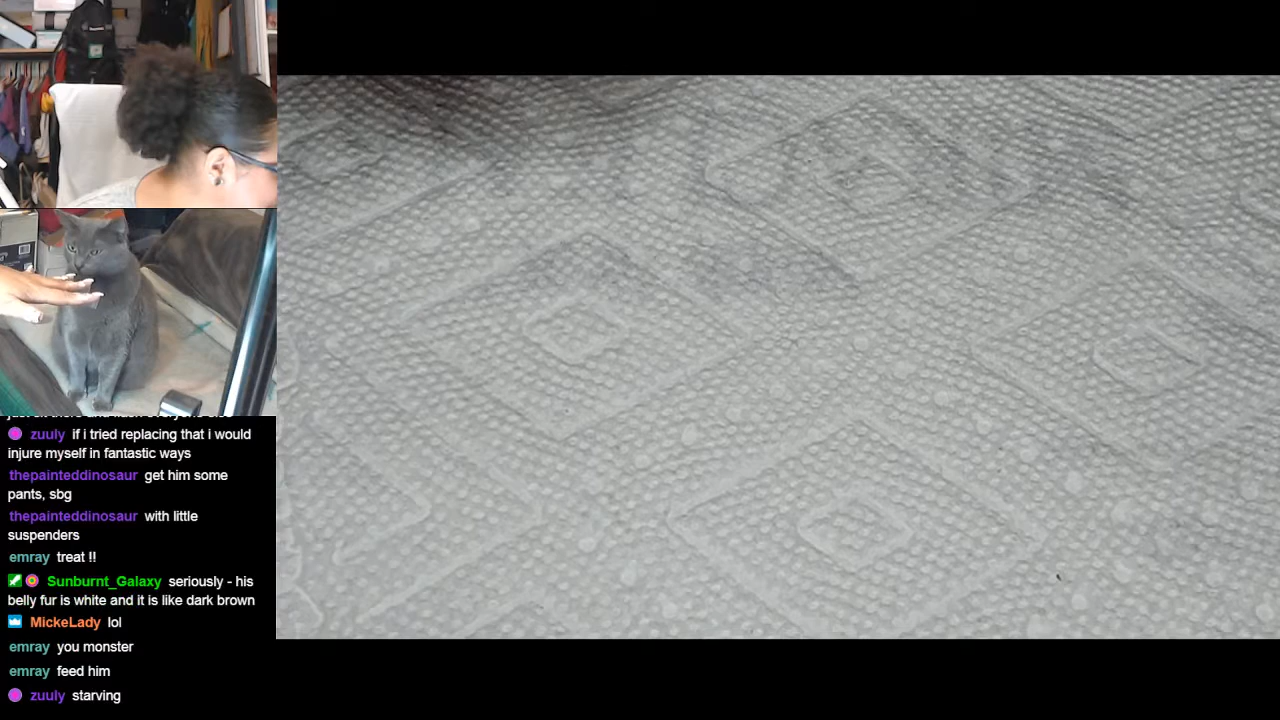 zuuly if i tried replacing that i would
injure myself in fantastic ways
thepainteddinosaur get him some
pants, sbg
thepainteddinosaur with little
suspenders
emray treat !!
Sunburnt_Galaxy seriously - his
belly fur is white and it is like dark brown
MickeLady lol
emray you monster
emray feed him
zuuly starving